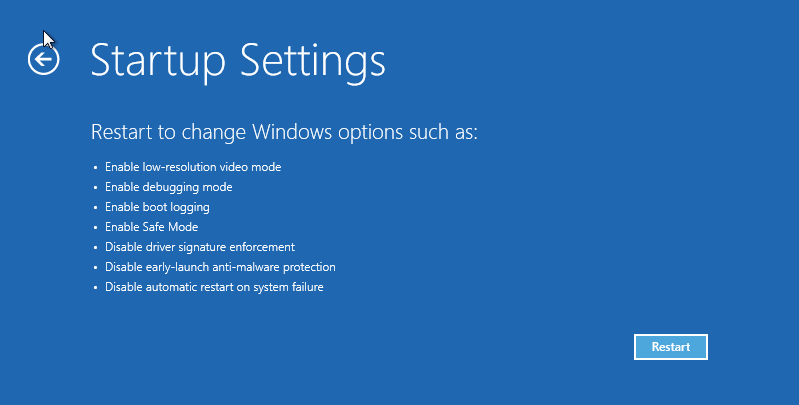 Startup Settings
Restart to change Windows options such as:
• Enable low-resolution video mode
• Enable debugging mode
• Enable boot logging
• Enable Safe Mode
• Disable driver signature enforcement
• Disable early-launch anti-malware protection
• Disable automatic restart on system failure
Restart